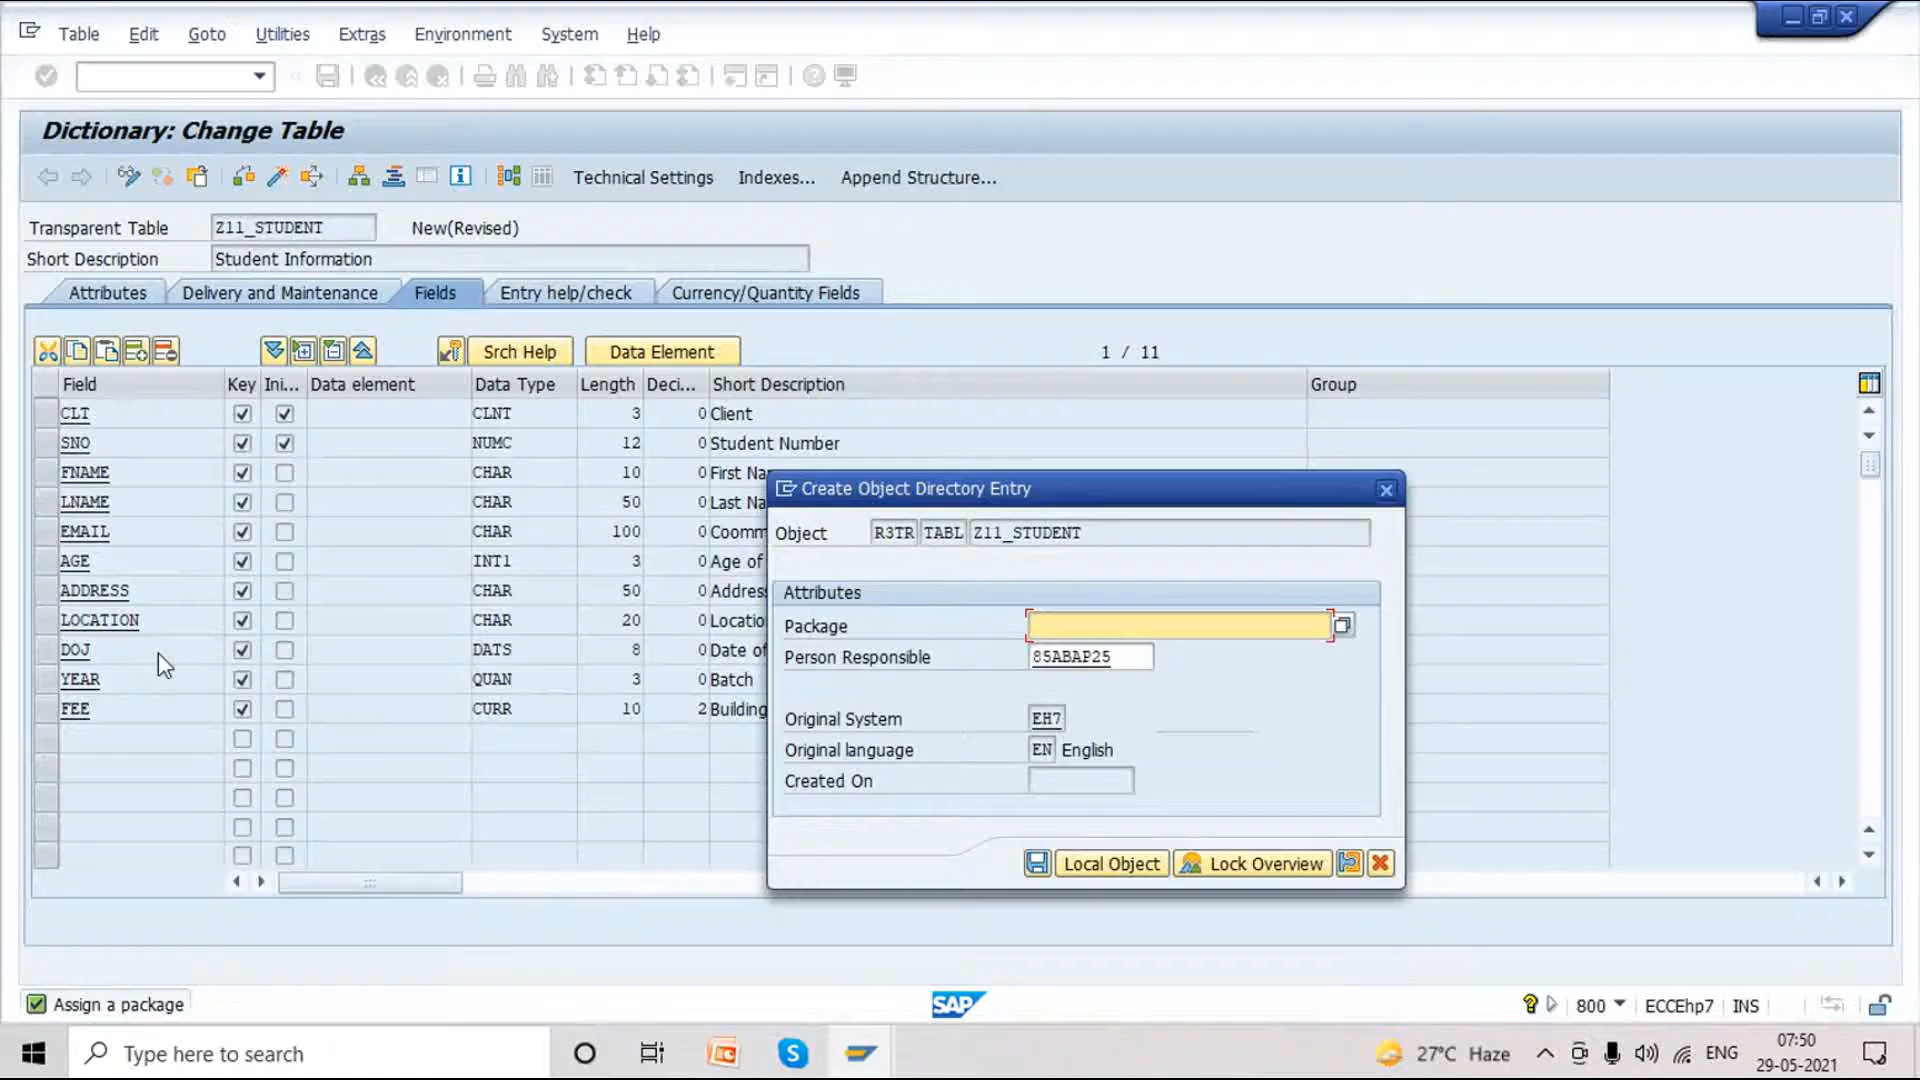 Table Edit Goto Utilities Extras Environment System Help
Dictionary: Change Table
Technical Settings Indexes... Append Structure...
Transparent Table Z11_STUDENT New(Revised)
Short Description Student Information
Attributes Delivery and Maintenance Fields Entry help/check Currency/Quantity Fields
Srch Help Data Element 1 / 11
Field Key Ini... Data element Data Type Length Deci... Short Description Group
CLT CLNT 3 0 Client
SNO NUMC 12 0 Student Number
FNAME CHAR 10 0 First Na
LNAME CHAR 50 0 Last Na
EMAIL CHAR 100 0 Coomm
AGE INT1 3 0 Age of
ADDRESS CHAR 50 0 Addres
LOCATION CHAR 20 0 Locatio
DOJ DATS 8 0 Date of
YEAR QUAN 3 0 Batch
FEE CURR 10 2 Building
Create Object Directory Entry
Object R3TR TABL Z11_STUDENT
Attributes
Package
Person Responsible 85ABAP25
Original System EH7
Original language EN English
Created On
Local Object Lock Overview
Assign a package SAP 800 ECCEhp7 INS
Type here to search 27°C Haze ENG 07:50
29-05-2021